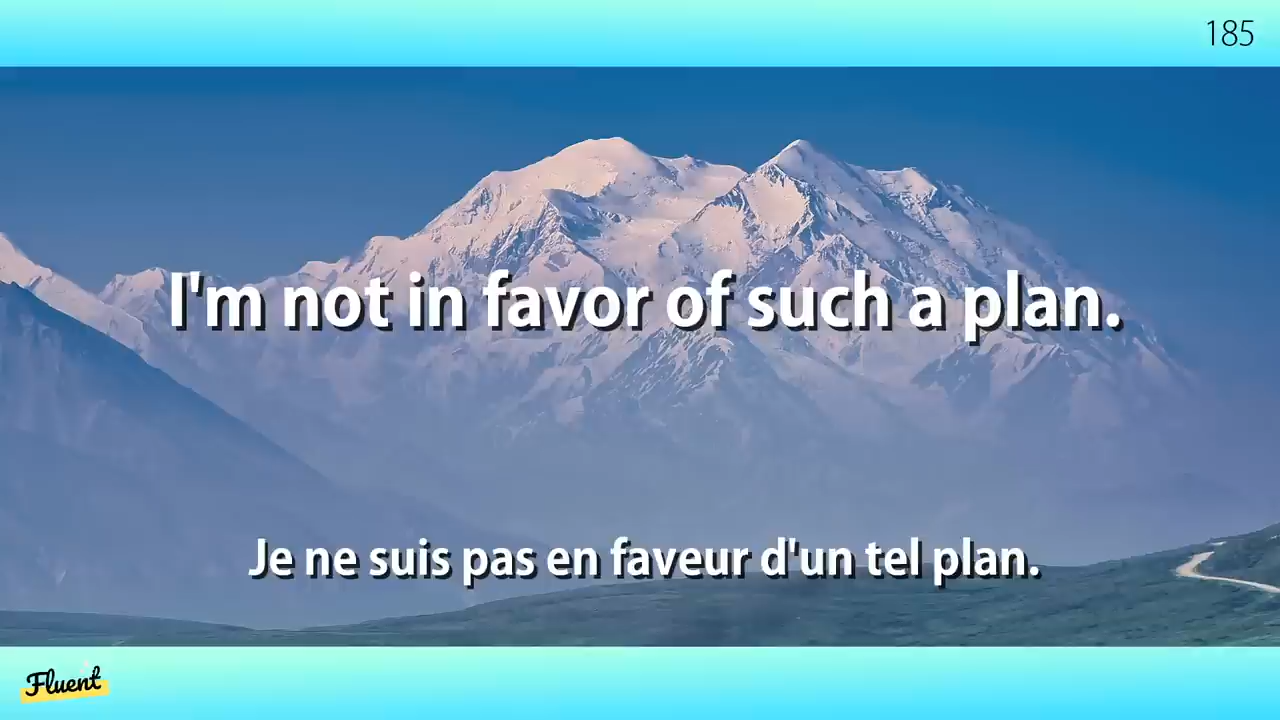 185
I'm not in favor of such a plan.
Je ne suis pas en faveur d'un tel plan.
Fluent